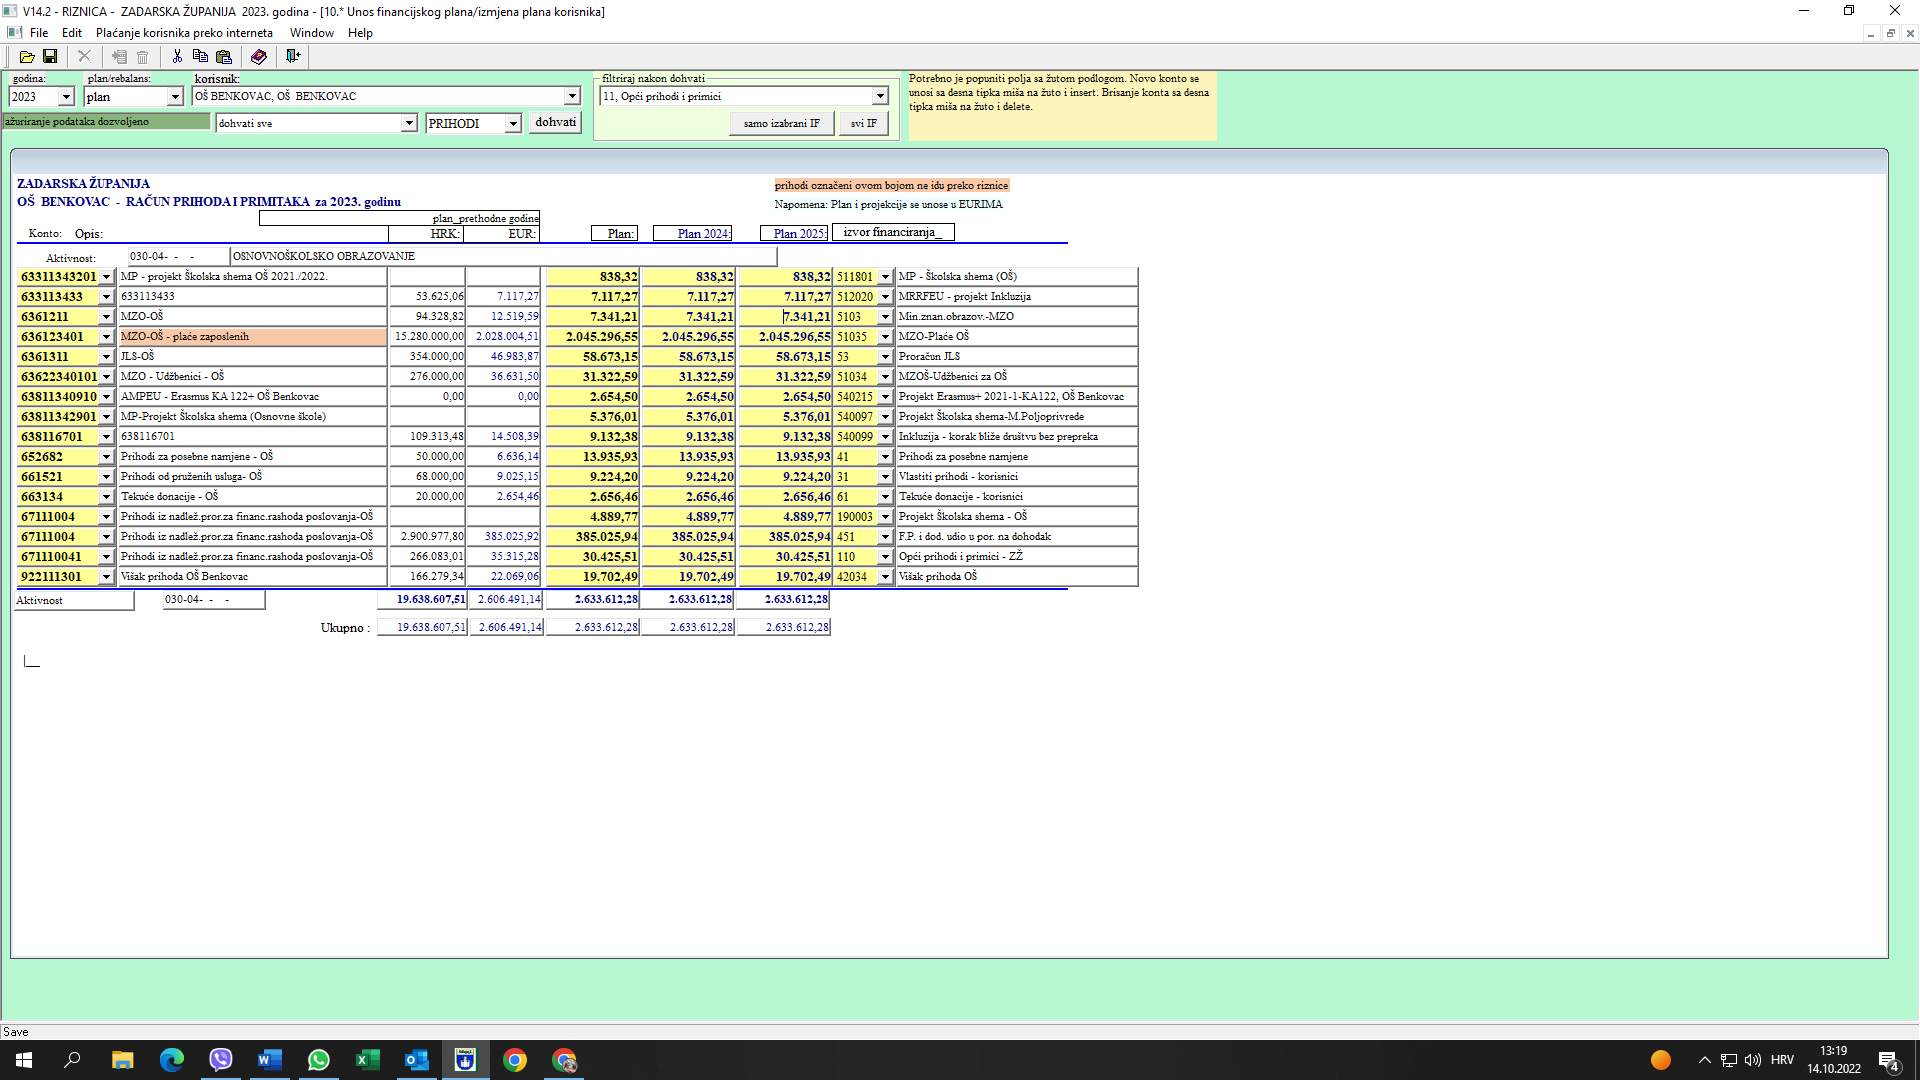 V14.2 - RIZNICA - ZADARSKA ŽUPANIJA 2023. godina - [10.* Unos financijskog plana/izmjena plana korisnika]
File Edit Plaćanje korisnika preko interneta Window Help
godina: plan/rebalans: korisnik:
2023 plan OŠ BENKOVAC, OŠ BENKOVAC
ažuriranje podataka dozvoljeno dohvati sve PRIHODI dohvati
filtriraj nakon dohvati
11, Opći prihodi i primici
samo izabrani IF svi IF
Potrebno je popuniti polja sa žutom podlogom. Novo konto se
unosi sa desna tipka miša na žuto i insert. Brisanje konta sa desna
tipka miša na žuto i delete.
ZADARSKA ŽUPANIJA
OŠ BENKOVAC - RAČUN PRIHODA I PRIMITAKA za 2023. godinu
prihodi označeni ovom bojom ne idu preko riznice
Napomena: Plan i projekcije se unose u EURIMA
plan_prethodne godine
Konto: Opis: HRK: EUR: Plan: Plan 2024: Plan 2025: izvor financiranja_
Aktivnost: 030-04- - - OSNOVNOŠKOLSKO OBRAZOVANJE
63311343201 MP - projekt Školska shema OŠ 2021./2022. 838,32 838,32 838,32 511801 MP - Školska shema (OŠ)
633113433 633113433 53.625,06 7.117,27 7.117,27 7.117,27 7.117,27 512020 MRRFEU - projekt Inkluzija
6361211 MZO-OŠ 94.328,82 12.519,59 7.341,21 7.341,21 7.341,21 5103 Min.znan.obrazov.-MZO
636123401 MZO-OŠ - plaće zaposlenih 15.280.000,00 2.028.004,51 2.045.296,55 2.045.296,55 2.045.296,55 51035 MZO-Plaće OŠ
6361311 JLS-OŠ 354.000,00 46.983,87 58.673,15 58.673,15 58.673,15 53 Proračun JLS
63622340101 MZO - Udžbenici - OŠ 276.000,00 36.631,50 31.322,59 31.322,59 31.322,59 51034 MZOŠ-Udžbenici za OŠ
63811340910 AMPEU - Erasmus KA 122+ OŠ Benkovac 0,00 0,00 2.654,50 2.654,50 2.654,50 540215 Projekt Erasmus+ 2021-1-KA122, OŠ Benkovac
63811342901 MP-Projekt Školska shema (Osnovne škole) 5.376,01 5.376,01 5.376,01 540097 Projekt Školska shema-M.Poljoprivrede
638116701 638116701 109.313,48 14.508,39 9.132,38 9.132,38 9.132,38 540099 Inkluzija - korak bliže društvu bez prepreka
652682 Prihodi za posebne namjene - OŠ 50.000,00 6.636,14 13.935,93 13.935,93 13.935,93 41 Prihodi za posebne namjene
661521 Prihodi od pruženih usluga- OŠ 68.000,00 9.025,15 9.224,20 9.224,20 9.224,20 31 Vlastiti prihodi - korisnici
663134 Tekuće donacije - OŠ 20.000,00 2.654,46 2.656,46 2.656,46 2.656,46 61 Tekuće donacije - korisnici
67111004 Prihodi iz nadlež.pror.za financ.rashoda poslovanja-OŠ 4.889,77 4.889,77 4.889,77 190003 Projekt Školska shema - OŠ
67111004 Prihodi iz nadlež.pror.za financ.rashoda poslovanja-OŠ 2.900.977,80 385.025,92 385.025,94 385.025,94 385.025,94 451 F.P. i dod. udio u por. na dohodak
671110041 Prihodi iz nadlež.pror.za financ.rashoda poslovanja-OŠ 266.083,01 35.315,28 30.425,51 30.425,51 30.425,51 110 Opći prihodi i primici - ZŽ
922111301 Višak prihoda OŠ Benkovac 166.279,34 22.069,06 19.702,49 19.702,49 19.702,49 42034 Višak prihoda OŠ
Aktivnost 030-04- - - 19.638.607,51 2.606.491,14 2.633.612,28 2.633.612,28 2.633.612,28
Ukupno : 19.638.607,51 2.606.491,14 2.633.612,28 2.633.612,28 2.633.612,28
Save
HRV 13:19
14.10.2022 4